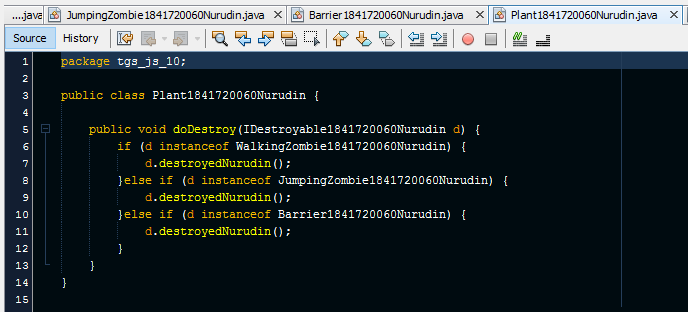 ....java JumpingZombie1841720060Nurudin.java Barrier1841720060Nurudin.java Plant1841720060Nurudin.java
Source History
1 package tgs_js_10;
2
3 public class Plant1841720060Nurudin {
4
5 public void doDestroy(IDestroyable1841720060Nurudin d) {
6 if (d instanceof WalkingZombie1841720060Nurudin) {
7 d.destroyedNurudin();
8 }else if (d instanceof JumpingZombie1841720060Nurudin) {
9 d.destroyedNurudin();
10 }else if (d instanceof Barrier1841720060Nurudin) {
11 d.destroyedNurudin();
12 }
13 }
14 }
15